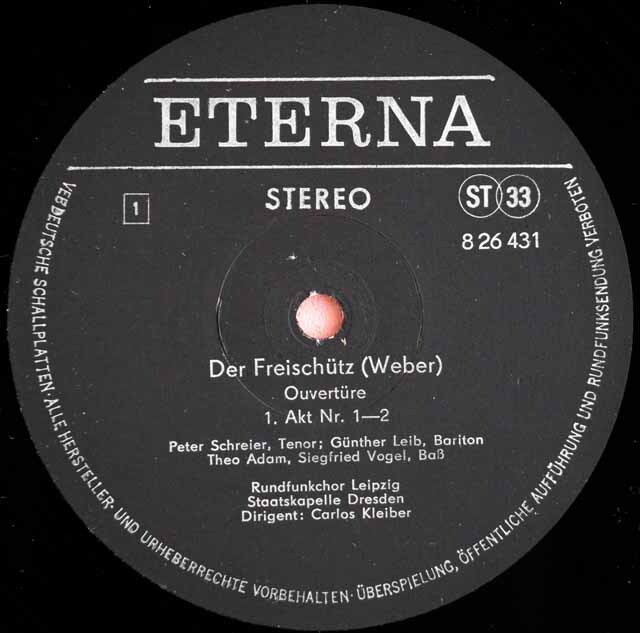 ETERNA
1
STEREO
ST 33
8 26 431
Der Freischütz (Weber)
Ouvertüre
1. Akt Nr. 1—2
Peter Schreier, Tenor; Günther Leib, Bariton
Theo Adam, Siegfried Vogel, Baß
Rundfunkchor Leipzig
Staatskapelle Dresden
Dirigent: Carlos Kleiber
VEB DEUTSCHE SCHALLPLATTEN · ALLE HERSTELLER- UND URHEBERRECHTE VORBEHALTEN · ÜBERSPIELUNG, ÖFFENTLICHE AUFFÜHRUNG UND RUNDFUNKSENDUNG VERBOTEN